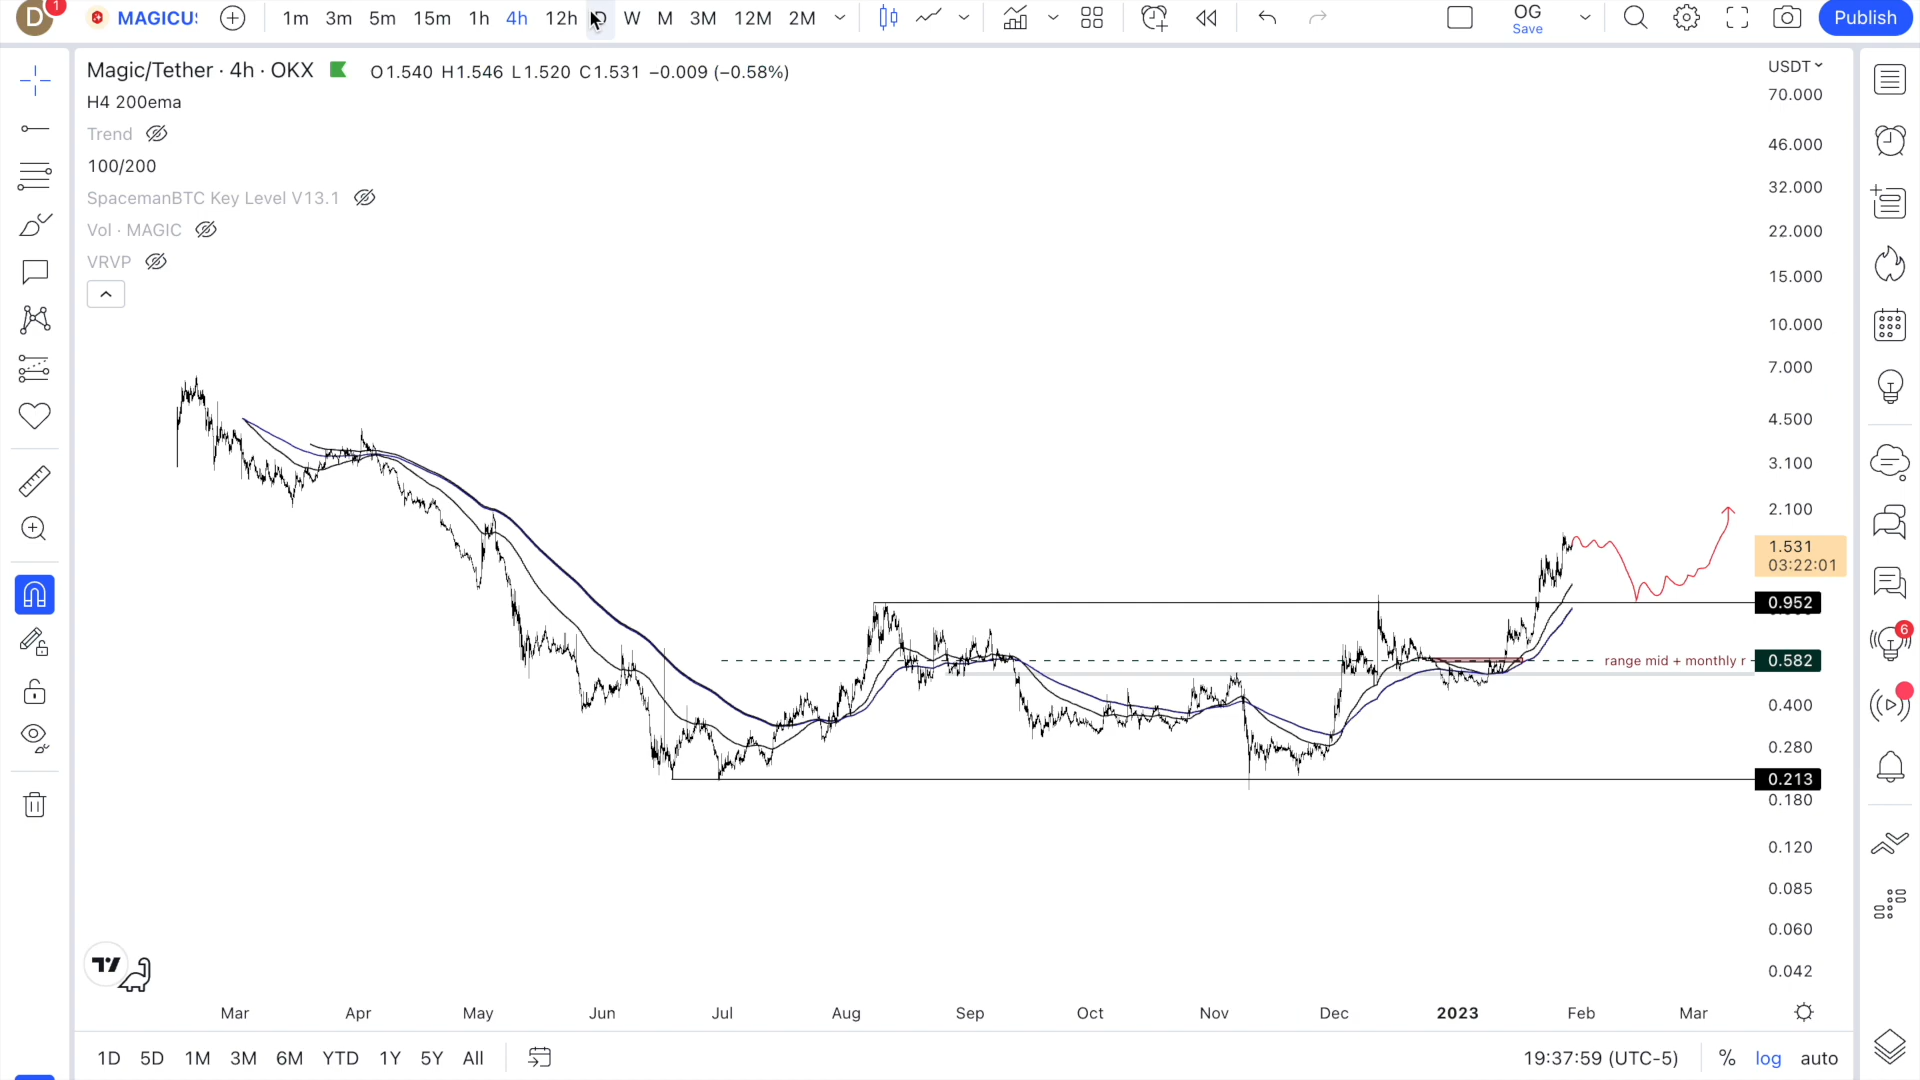 D 1 MAGICUS 1m 3m 5m 15m 1h 4h 12h D W M 3M 12M 2M OG Save Publish
Magic/Tether · 4h · OKX O1.540 H1.546 L1.520 C1.531 −0.009 (−0.58%)
USDT
H4 200ema
Trend
100/200
SpacemanBTC Key Level V13.1
Vol · MAGIC
VRVP
70.000
46.000
32.000
22.000
15.000
10.000
7.000
4.500
3.100
2.100
1.531
03:22:01
0.952
range mid + monthly r
0.582
0.400
0.280
0.213
0.180
0.120
0.085
0.060
0.042
6
Mar Apr May Jun Jul Aug Sep Oct Nov Dec 2023 Feb Mar
1D 5D 1M 3M 6M YTD 1Y 5Y All 19:37:59 (UTC-5) % log auto